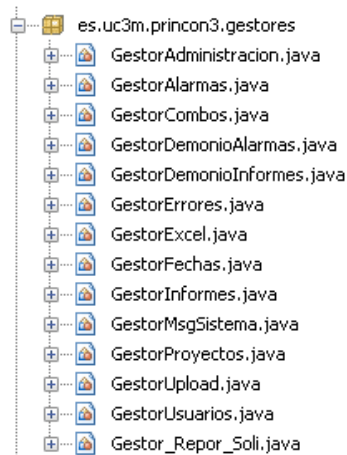 es.uc3m.princon3.gestores
GestorAdministracion.java
GestorAlarmas.java
GestorCombos.java
GestorDemonioAlarmas.java
GestorDemonioInformes.java
GestorErrores.java
GestorExcel.java
GestorFechas.java
GestorInformes.java
GestorMsgSistema.java
GestorProyectos.java
GestorUpload.java
GestorUsuarios.java
Gestor_Repor_Soli.java